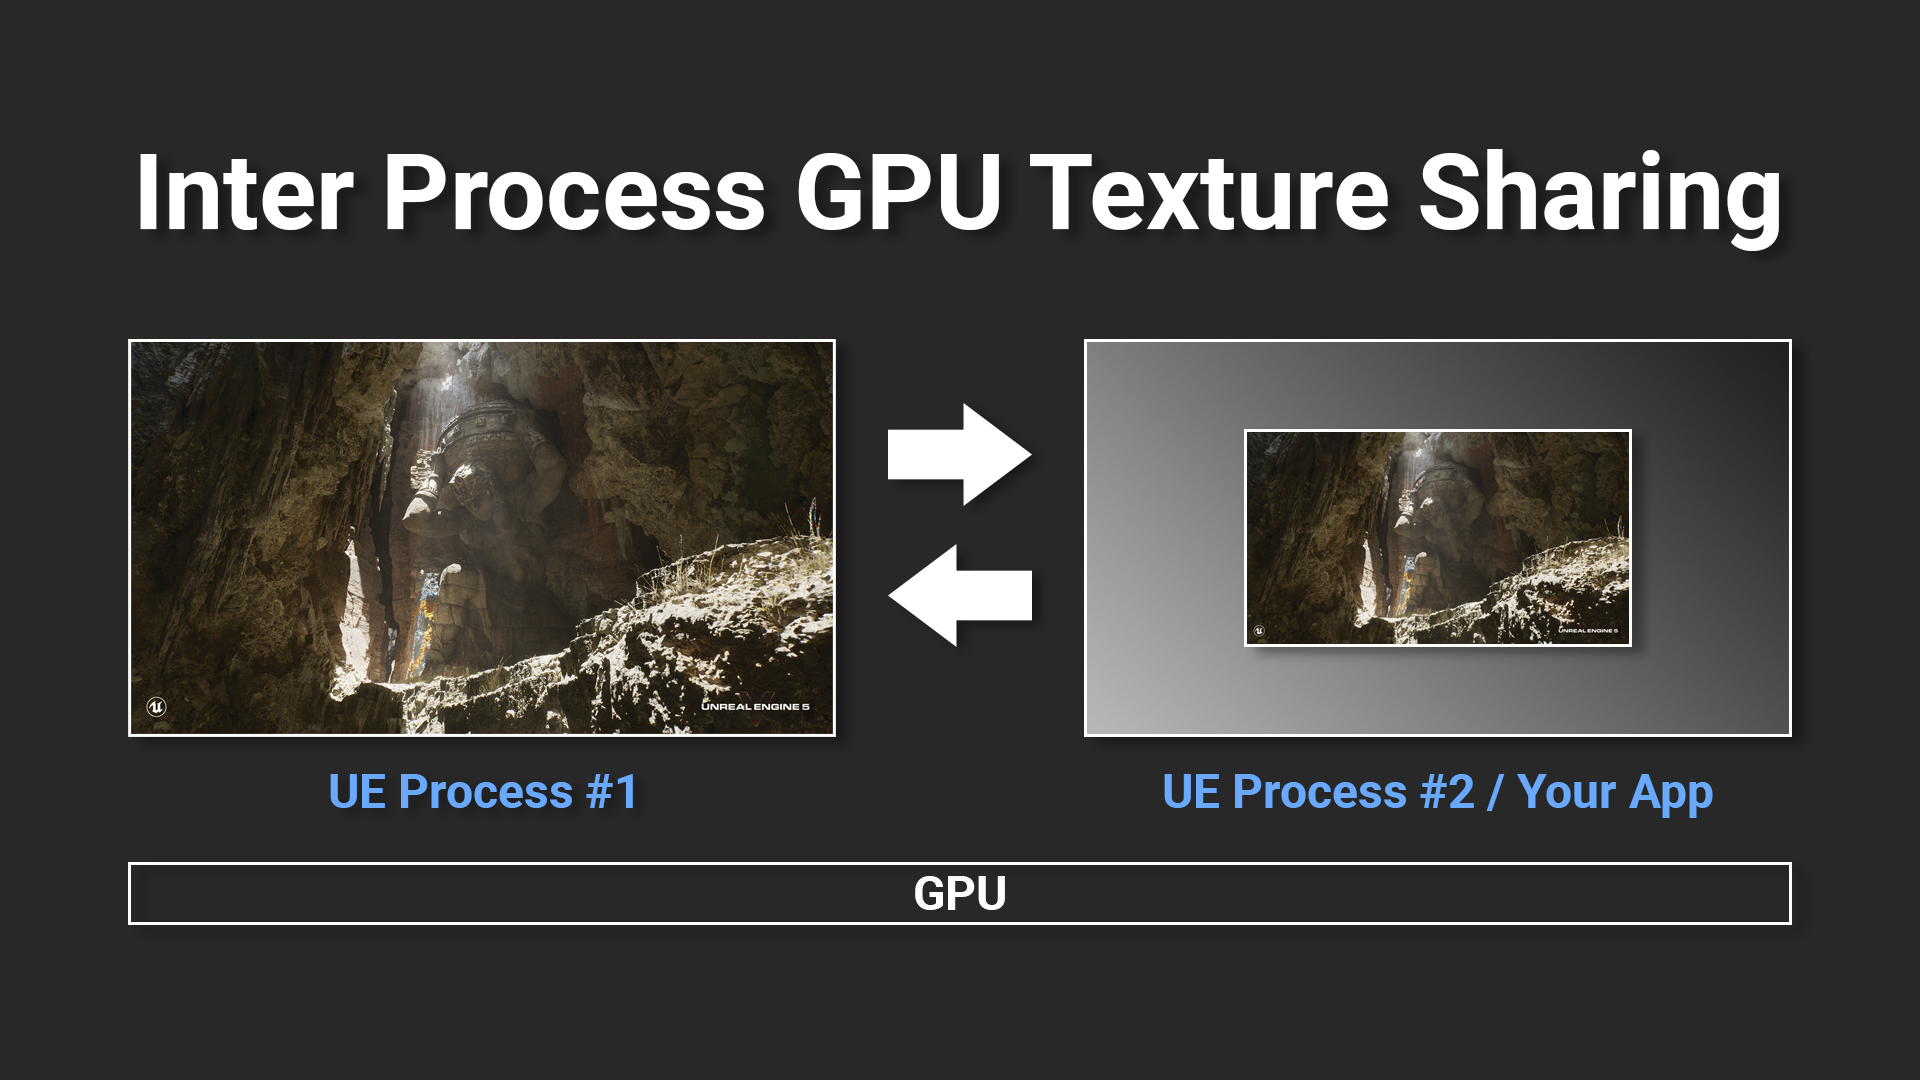 Inter Process GPU Texture Sharing
UNREAL ENGINE 5
UNREAL ENGINE 5
UE Process #1
UE Process #2 / Your App
GPU